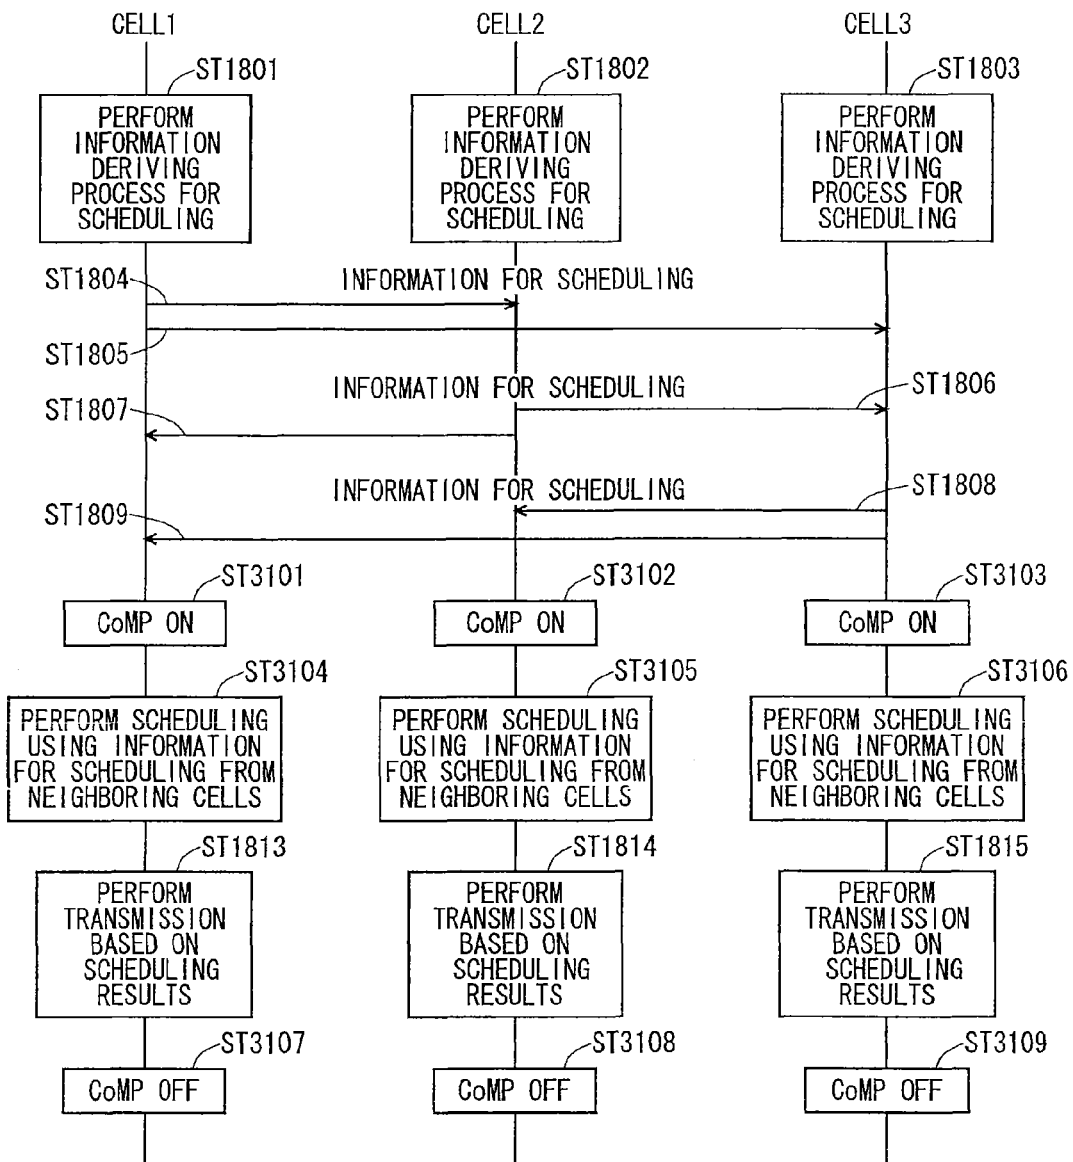 CELL1
CELL2
CELL3
ST1801
ST1802
ST1803
PERFORM
INFORMATION
DERIVING
PROCESS FOR
SCHEDULING
PERFORM
INFORMATION
DERIVING
PROCESS FOR
SCHEDULING
PERFORM
INFORMATION
DERIVING
PROCESS FOR
SCHEDULING
ST1804
INFORMATION FOR SCHEDULING
ST1805
INFORMATION FOR SCHEDULING
ST1806
ST1807
INFORMATION FOR SCHEDULING
ST1808
ST1809
ST3101
ST3102
ST3103
CoMP ON
CoMP ON
CoMP ON
ST3104
ST3105
ST3106
PERFORM SCHEDULING
USING INFORMATION
FOR SCHEDULING FROM
NEIGHBORING CELLS
PERFORM SCHEDULING
USING INFORMATION
FOR SCHEDULING FROM
NEIGHBORING CELLS
PERFORM SCHEDULING
USING INFORMATION
FOR SCHEDULING FROM
NEIGHBORING CELLS
ST1813
ST1814
ST1815
PERFORM
TRANSMISSION
BASED ON
SCHEDULING
RESULTS
PERFORM
TRANSMISSION
BASED ON
SCHEDULING
RESULTS
PERFORM
TRANSMISSION
BASED ON
SCHEDULING
RESULTS
ST3107
ST3108
ST3109
CoMP OFF
CoMP OFF
CoMP OFF